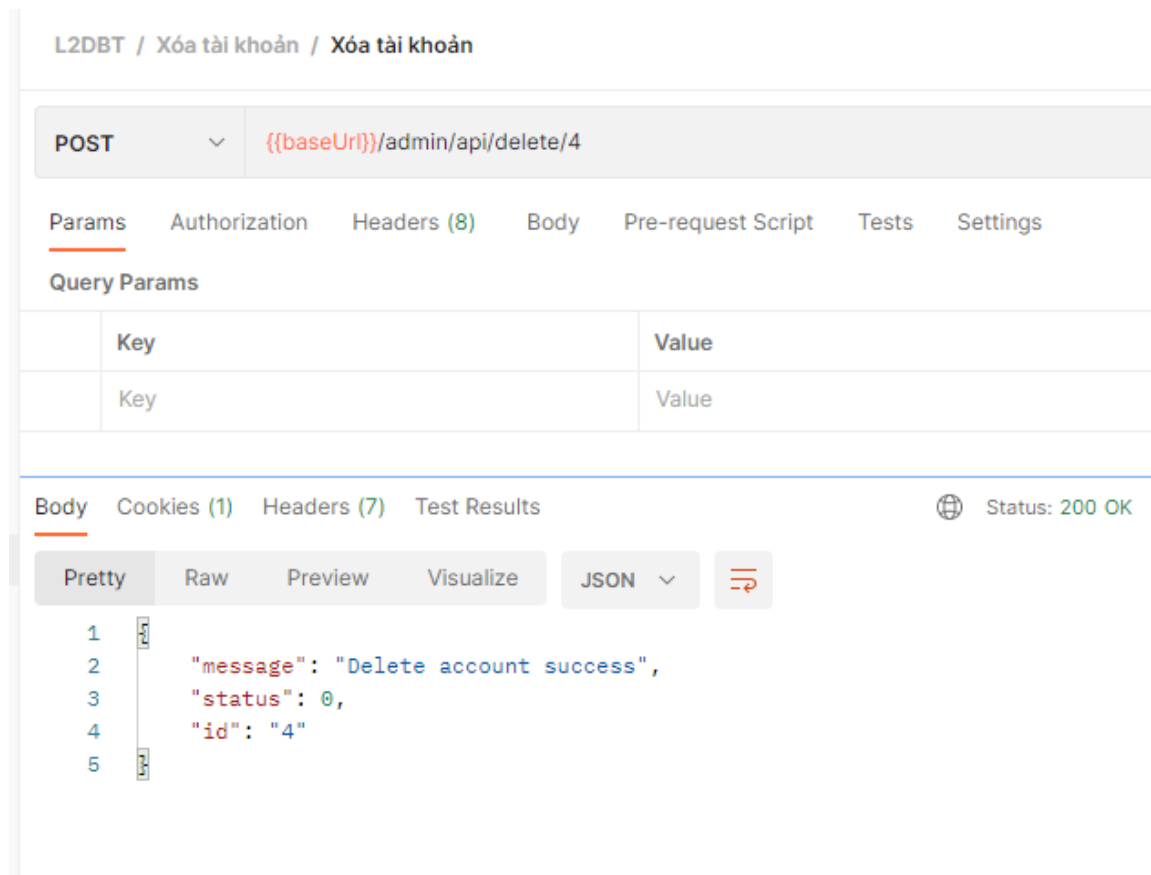 L2DBT / Xóa tài khoản / Xóa tài khoản
POST {{baseUrl}}/admin/api/delete/4
Params Authorization Headers (8) Body Pre-request Script Tests Settings
Query Params
Key Value
Key Value
Body Cookies (1) Headers (7) Test Results Status: 200 OK
Pretty Raw Preview Visualize JSON
1 {
2 "message": "Delete account success",
3 "status": 0,
4 "id": "4"
5 }